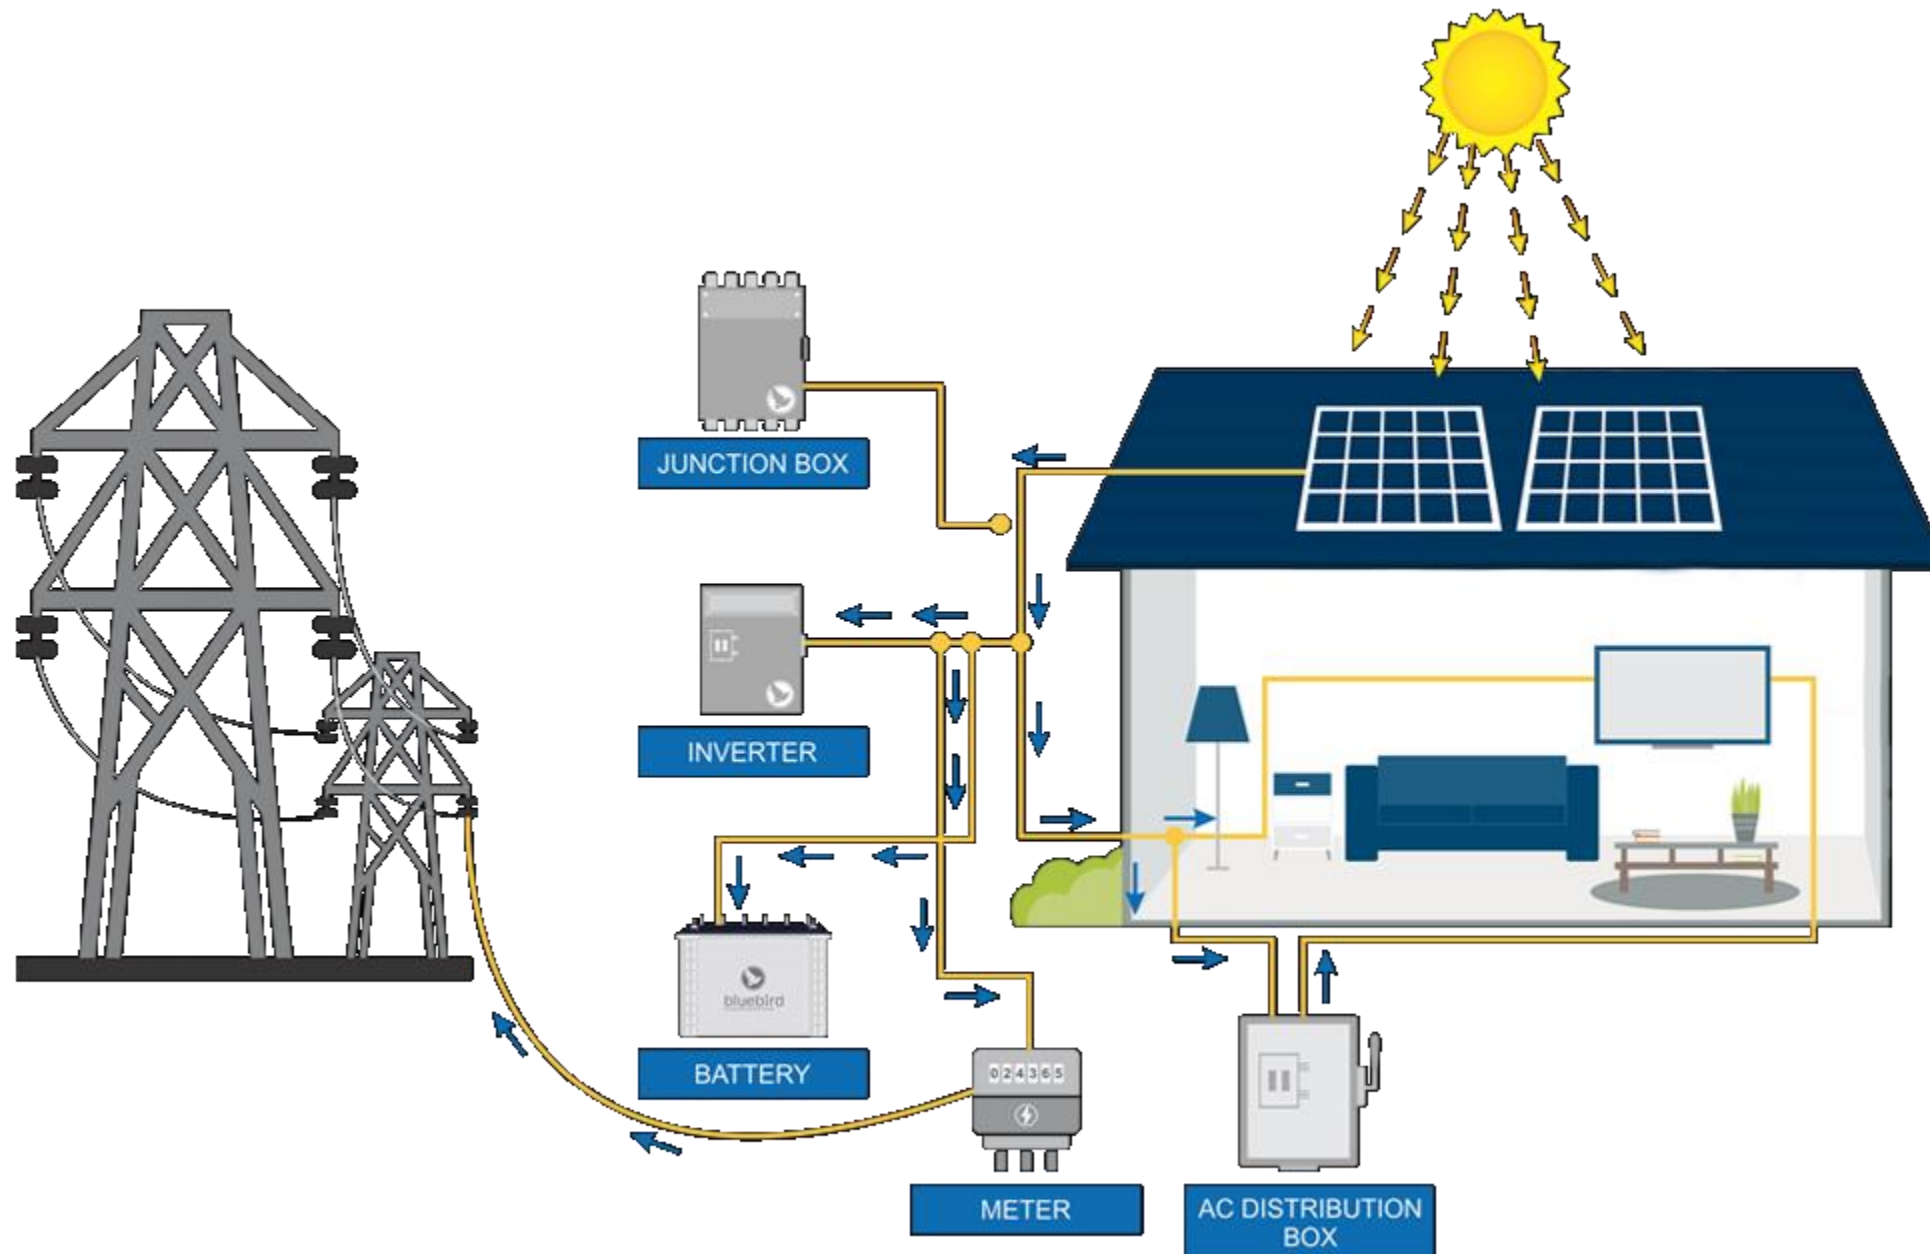 JUNCTION BOX
INVERTER
bluebird
BATTERY
024365
METER
AC DISTRIBUTION
BOX